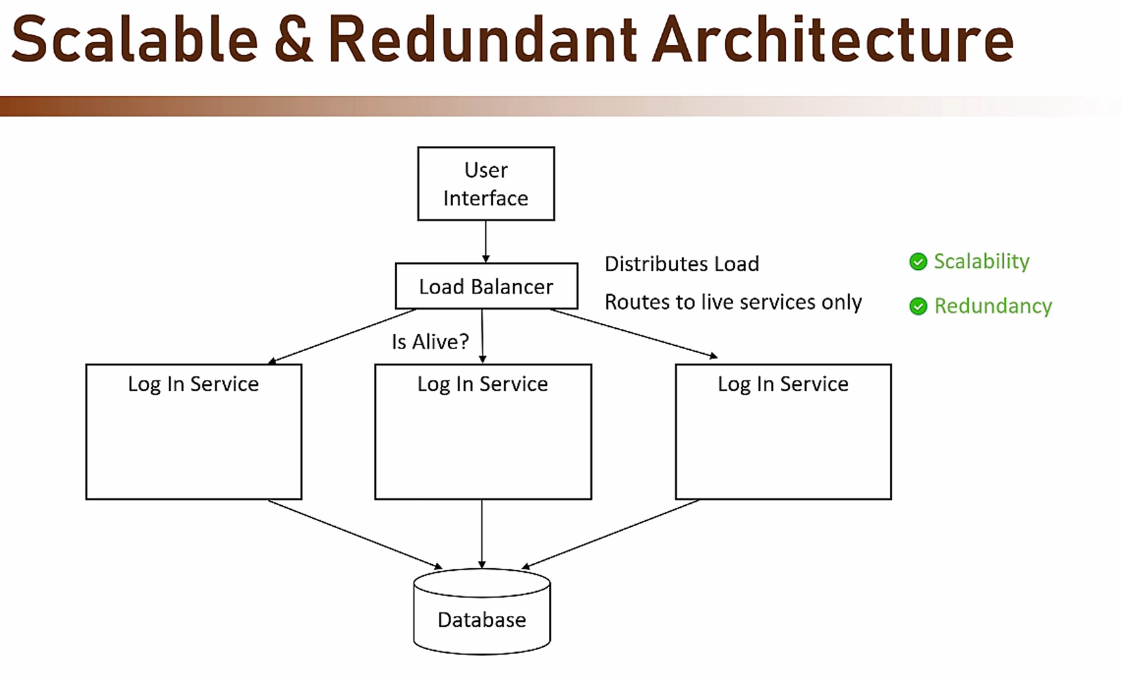 Scalable & Redundant Architecture
User
Interface
Load Balancer
Distributes Load
Routes to live services only
Scalability
Redundancy
Is Alive?
Log In Service
Log In Service
Log In Service
Database